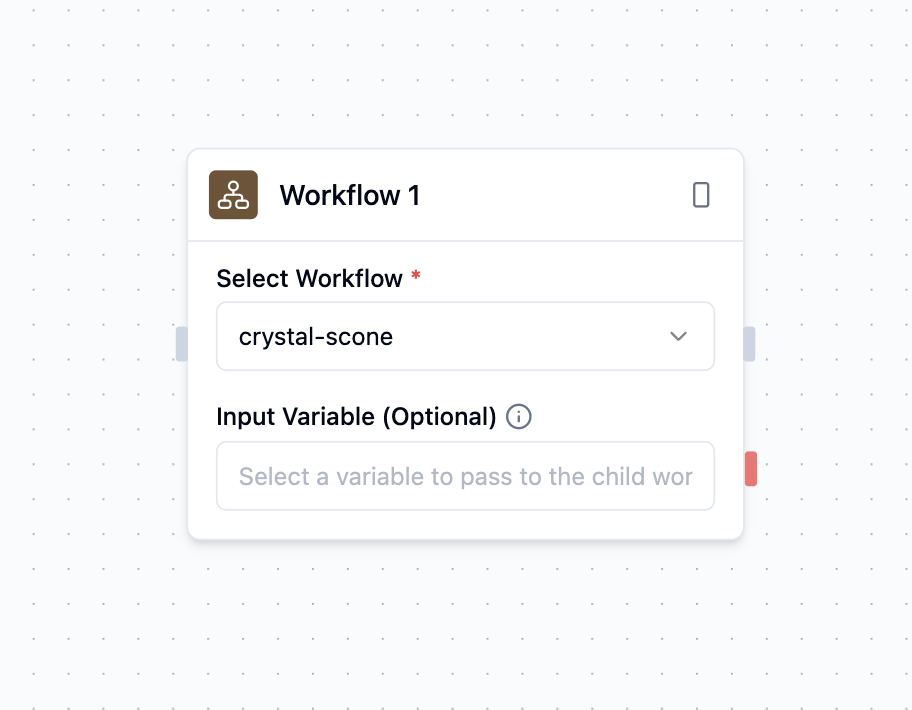 Workflow 1
Select Workflow *
crystal-scone
Input Variable (Optional)
Select a variable to pass to the child wor